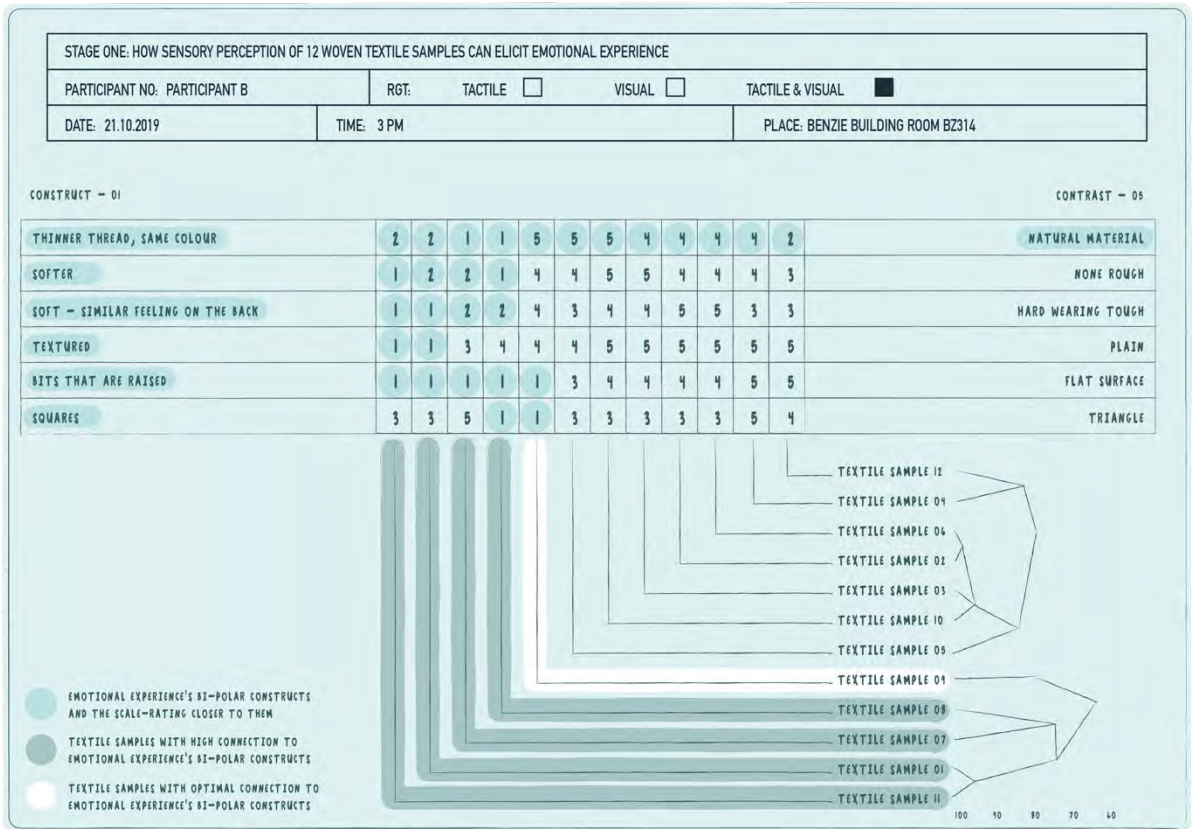 STAGE ONE: HOW SENSORY PERCEPTION OF 12 WOVEN TEXTILE SAMPLES CAN ELICIT EMOTIONAL EXPERIENCE
PARTICIPANT NO: PARTICIPANT B RGT: TACTILE VISUAL TACTILE & VISUAL
DATE: 21.10.2019 TIME: 3 PM PLACE: BENZIE BUILDING ROOM BZ314
CONSTRUCT - 01 CONTRAST - 05
THINNER THREAD, SAME COLOUR 2 2 1 1 5 5 5 4 4 4 4 2 NATURAL MATERIAL
SOFTER 1 2 2 1 4 4 5 5 4 4 4 3 NONE ROUGH
SOFT - SIMILAR FEELING ON THE BACK 1 1 2 2 4 3 4 4 5 5 3 3 HARD WEARING TOUGH
TEXTURED 1 1 3 4 4 4 5 5 5 5 5 5 PLAIN
BITS THAT ARE RAISED 1 1 1 1 1 3 4 4 4 4 5 5 FLAT SURFACE
SQUARES 3 3 5 1 1 3 3 3 3 3 5 4 TRIANGLE
TEXTILE SAMPLE 12
TEXTILE SAMPLE 04
TEXTILE SAMPLE 06
TEXTILE SAMPLE 02
TEXTILE SAMPLE 03
TEXTILE SAMPLE 10
TEXTILE SAMPLE 05
TEXTILE SAMPLE 09
TEXTILE SAMPLE 08
TEXTILE SAMPLE 07
TEXTILE SAMPLE 01
TEXTILE SAMPLE 11
100 90 80 70 60
EMOTIONAL EXPERIENCE'S BI-POLAR CONSTRUCTS
AND THE SCALE-RATING CLOSER TO THEM
TEXTILE SAMPLES WITH HIGH CONNECTION TO
EMOTIONAL EXPERIENCE'S BI-POLAR CONSTRUCTS
TEXTILE SAMPLES WITH OPTIMAL CONNECTION TO
EMOTIONAL EXPERIENCE'S BI-POLAR CONSTRUCTS